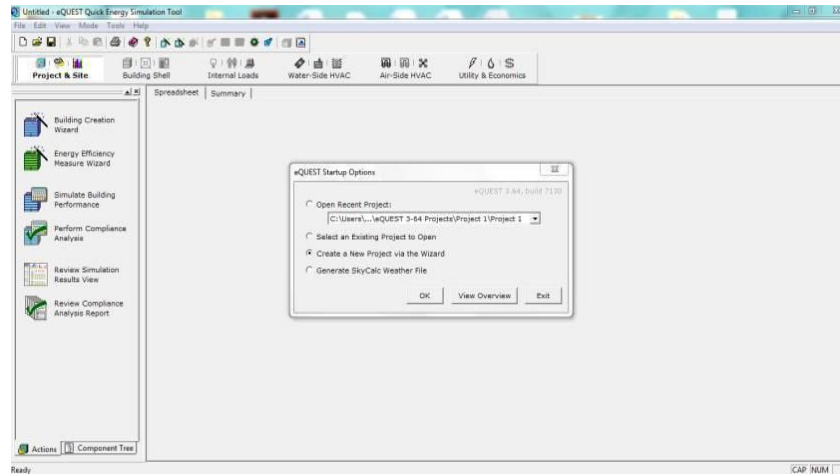 Untitled - eQUEST Quick Energy Simulation Tool
File Edit View Mode Tools Help
Project & Site Building Shell Internal Loads Water-Side HVAC Air-Side HVAC Utility & Economics
Spreadsheet Summary
Building Creation
Wizard
Energy Efficiency
Measure Wizard
Simulate Building
Performance
Perform Compliance
Analysis
Review Simulation
Results View
Review Compliance
Analysis Report
eQUEST Startup Options
eQUEST 3.64, build 7130
Open Recent Project:
C:\Users\...\eQUEST 3-64 Projects\Project 1\Project 1
Select an Existing Project to Open
Create a New Project via the Wizard
Generate SkyCalc Weather File
OK View Overview Exit
Actions Component Tree
Ready CAP NUM